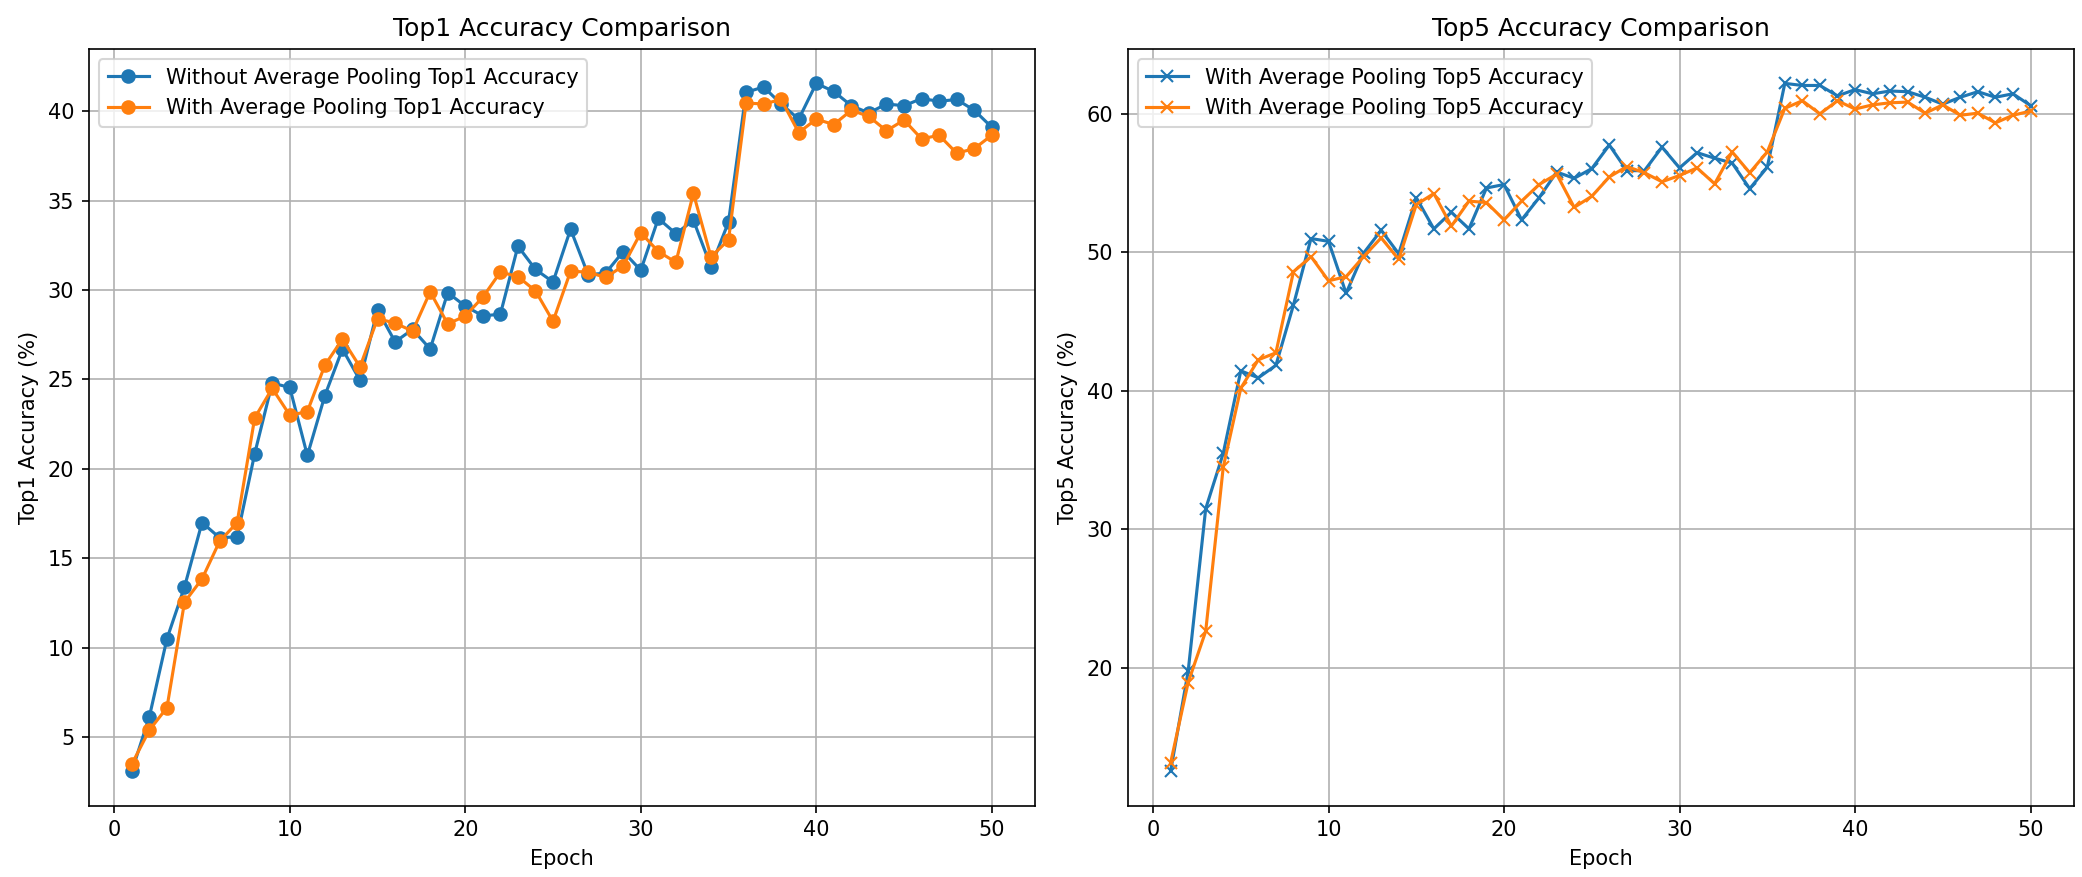 Top1 Accuracy Comparison
Without Average Pooling Top1 Accuracy
With Average Pooling Top1 Accuracy
Top1 Accuracy (%)
40
35
30
25
20
15
10
5
0 10 20 30 40 50
Epoch
Top5 Accuracy Comparison
With Average Pooling Top5 Accuracy
With Average Pooling Top5 Accuracy
Top5 Accuracy (%)
60
50
40
30
20
0 10 20 30 40 50
Epoch